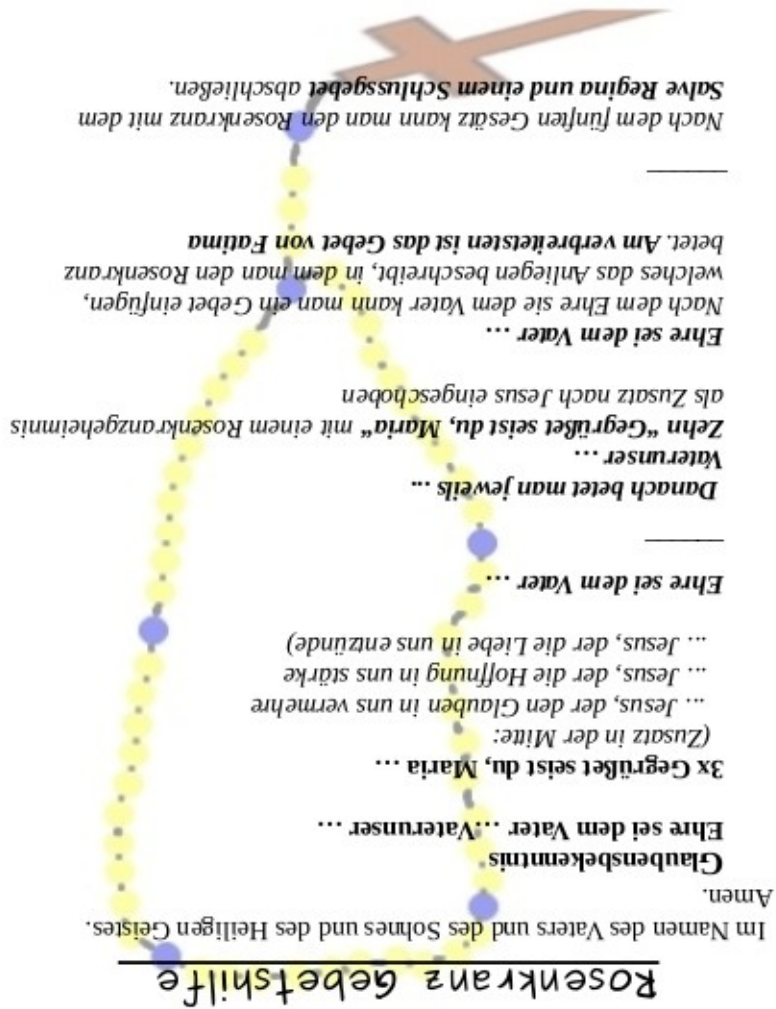 Rosenkranz Gebetshilfe
Im Namen des Vaters und des Sohnes und des Heiligen Geistes.
Amen.
Glaubensbekenntnis
Ehre sei dem Vater …Vaterunser …
3x Gegrüßet seist du, Maria …
(Zusatz in der Mitte:
… Jesus, der den Glauben in uns vermehre
… Jesus, der die Hoffnung in uns stärke
… Jesus, der die Liebe in uns entzünde)
Ehre sei dem Vater …
______
Danach betet man jeweils ...
Vaterunser …
Zehn “Gegrüßet seist du, Maria“ mit einem Rosenkranzgeheimnis
als Zusatz nach Jesus eingeschoben
Ehre sei dem Vater …
Nach dem Ehre sie dem Vater kann man ein Gebet einfügen,
welches das Anliegen beschreibt, in dem man den Rosenkranz
betet. Am verbreitetsten ist das Gebet von Fatima
______
Nach dem fünften Gesätz kann man den Rosenkranz mit dem
Salve Regina und einem Schlussgebet abschließen.